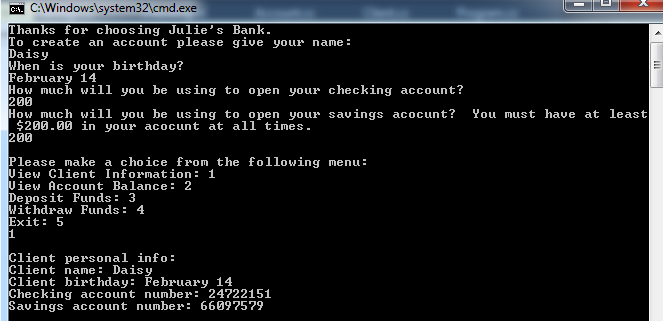 C:\Windows\system32\cmd.exe
Thanks for choosing Julie's Bank.
To create an account please give your name:
Daisy
When is your birthday?
February 14
How much will you be using to open your checking account?
200
How much will you be using to open your savings acocunt?  You must have at least
 $200.00 in your acocunt at all times.
200
Please make a choice from the following menu:
View Client Information: 1
View Account Balance: 2
Deposit Funds: 3
Withdraw Funds: 4
Exit: 5
1
Client personal info:
Client name: Daisy
Client birthday: February 14
Checking account number: 24722151
Savings account number: 66097579